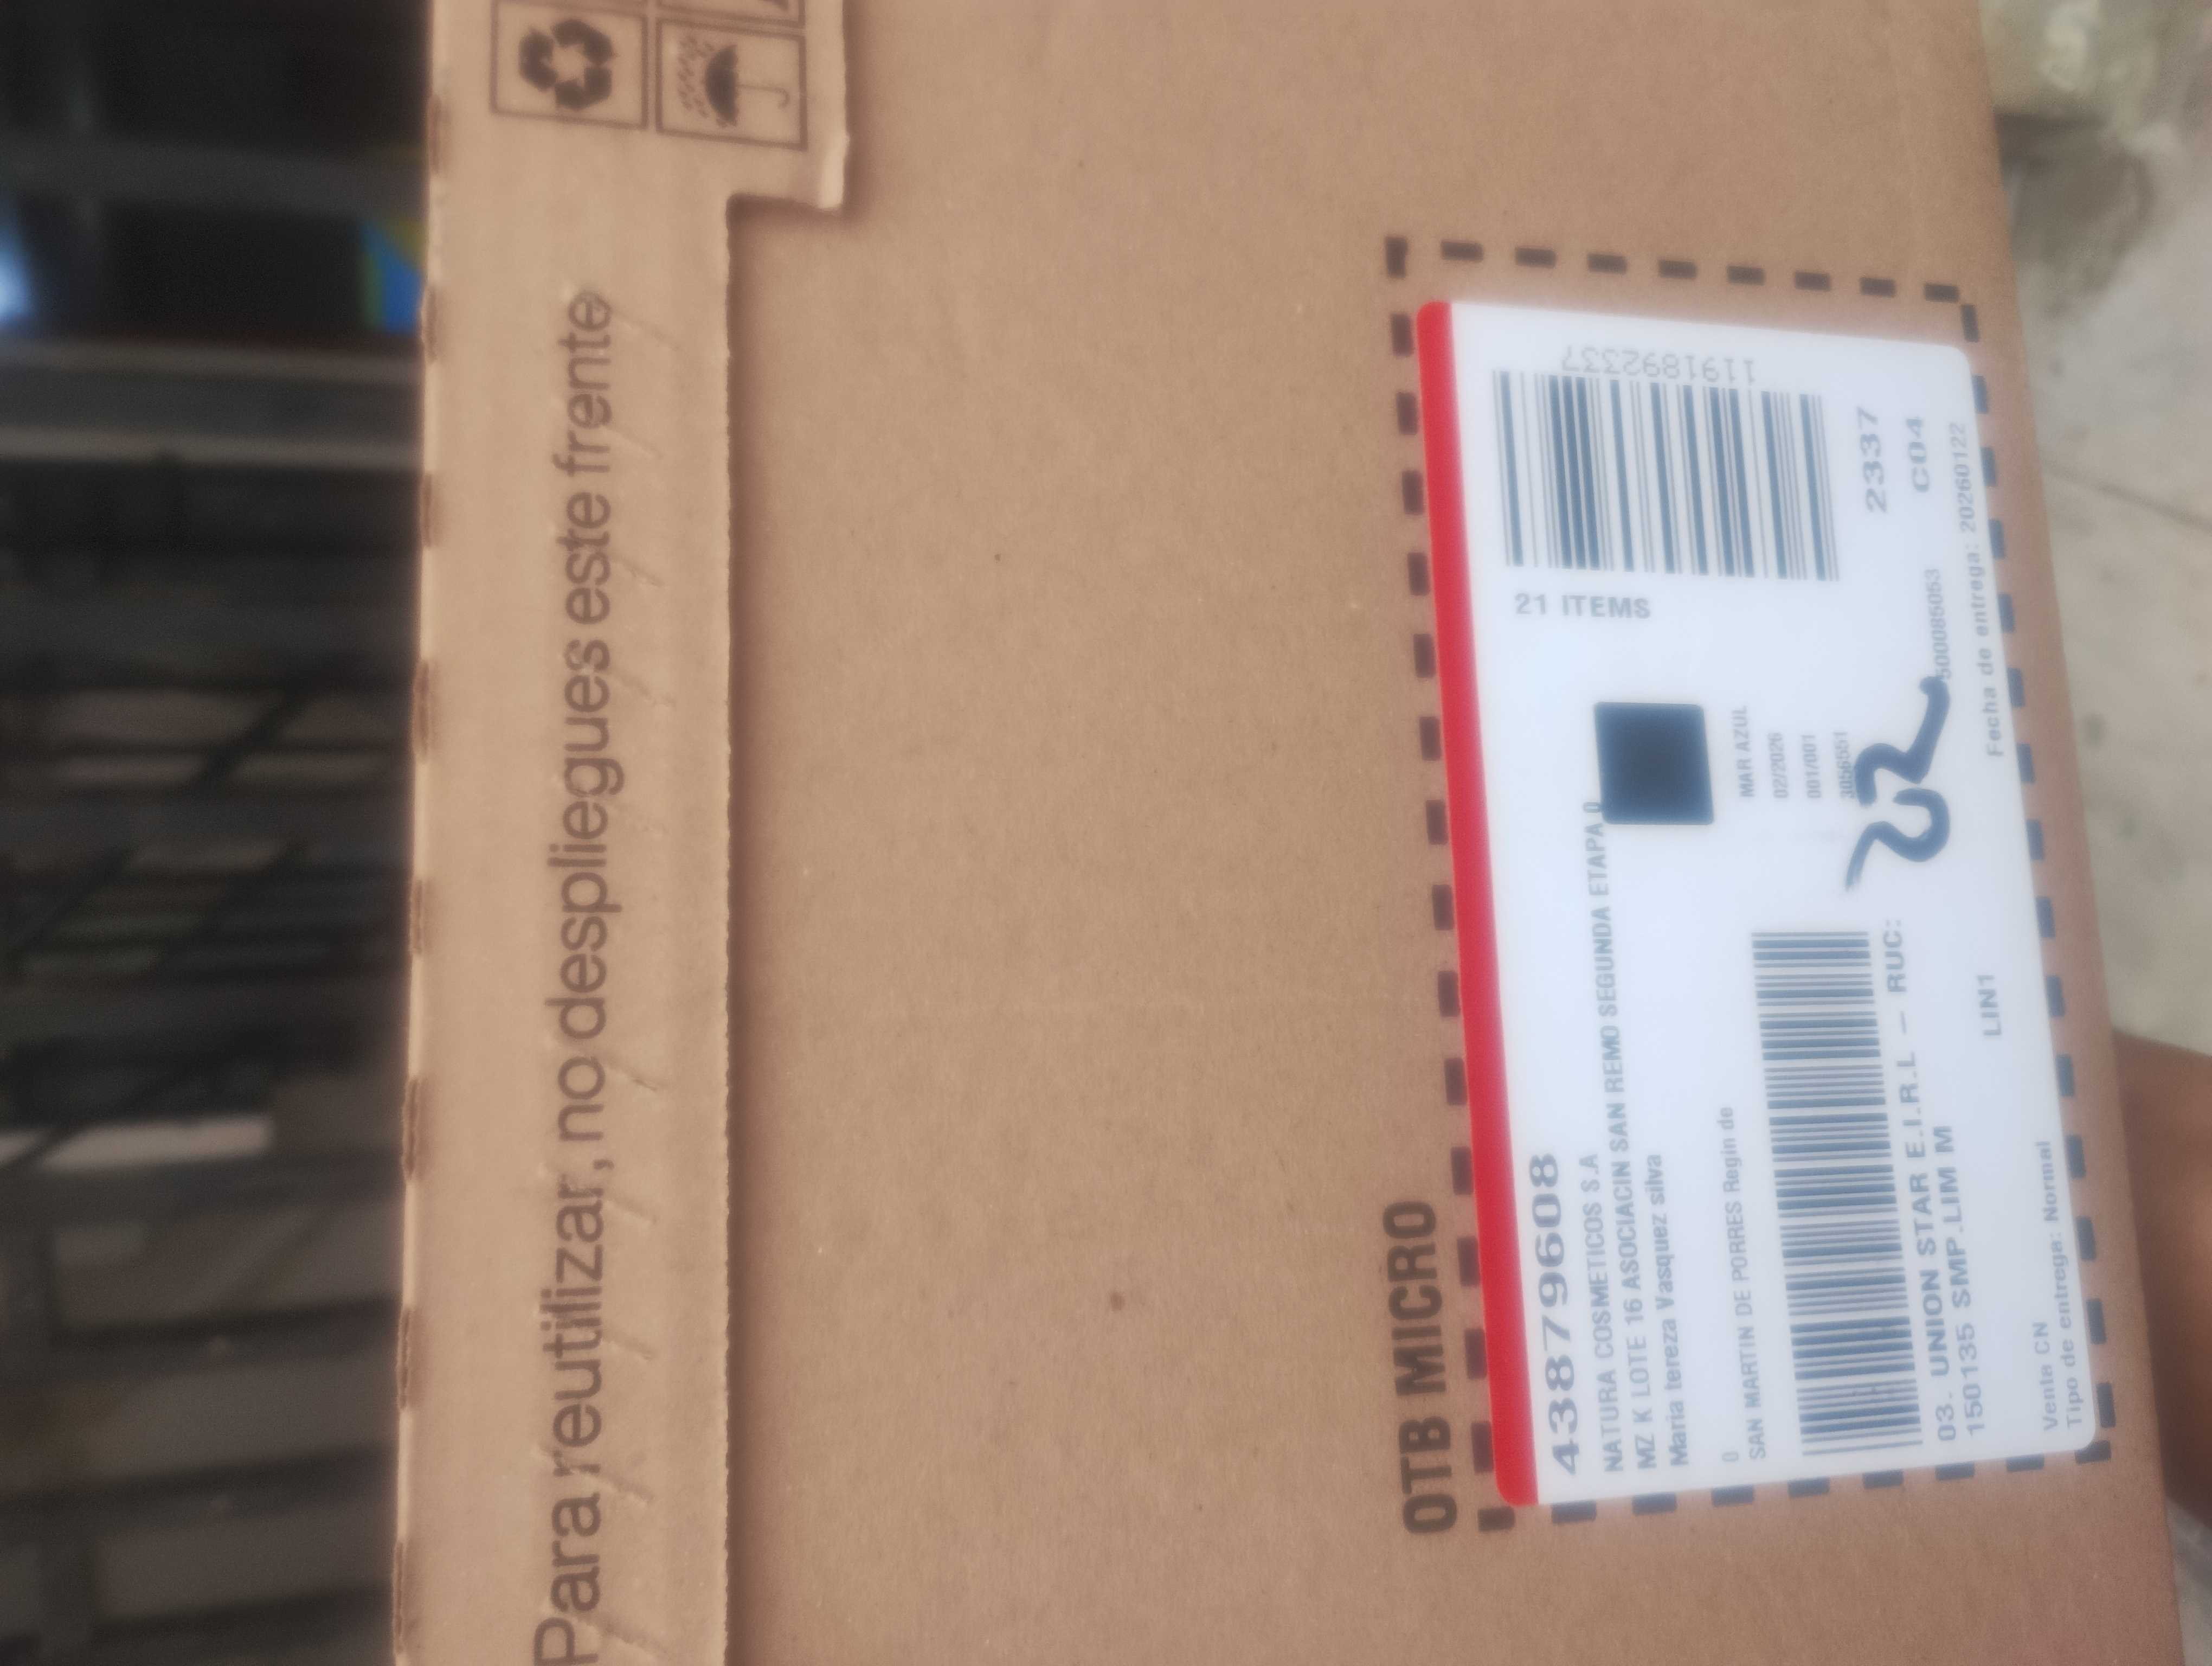 Para reutilizar, no despliegues este frente
OTB MICRO
43879608
NATURA COSMETICOS S.A
MZ K LOTE 16 ASOCIACIN SAN REMO SEGUNDA ETAPA 0
Maria tereza Vasquez silva
0
SAN MARTIN DE PORRES Regin de
03. UNION STAR E.I.R.L - RUC:
150135 SMP.LIM M
LIN1
Venta CN
Tipo de entrega: Normal
21 ITEMS
1191892337
MAR AZUL
02/2026
001/001
2337
C04
Fecha de entrega: 20260122